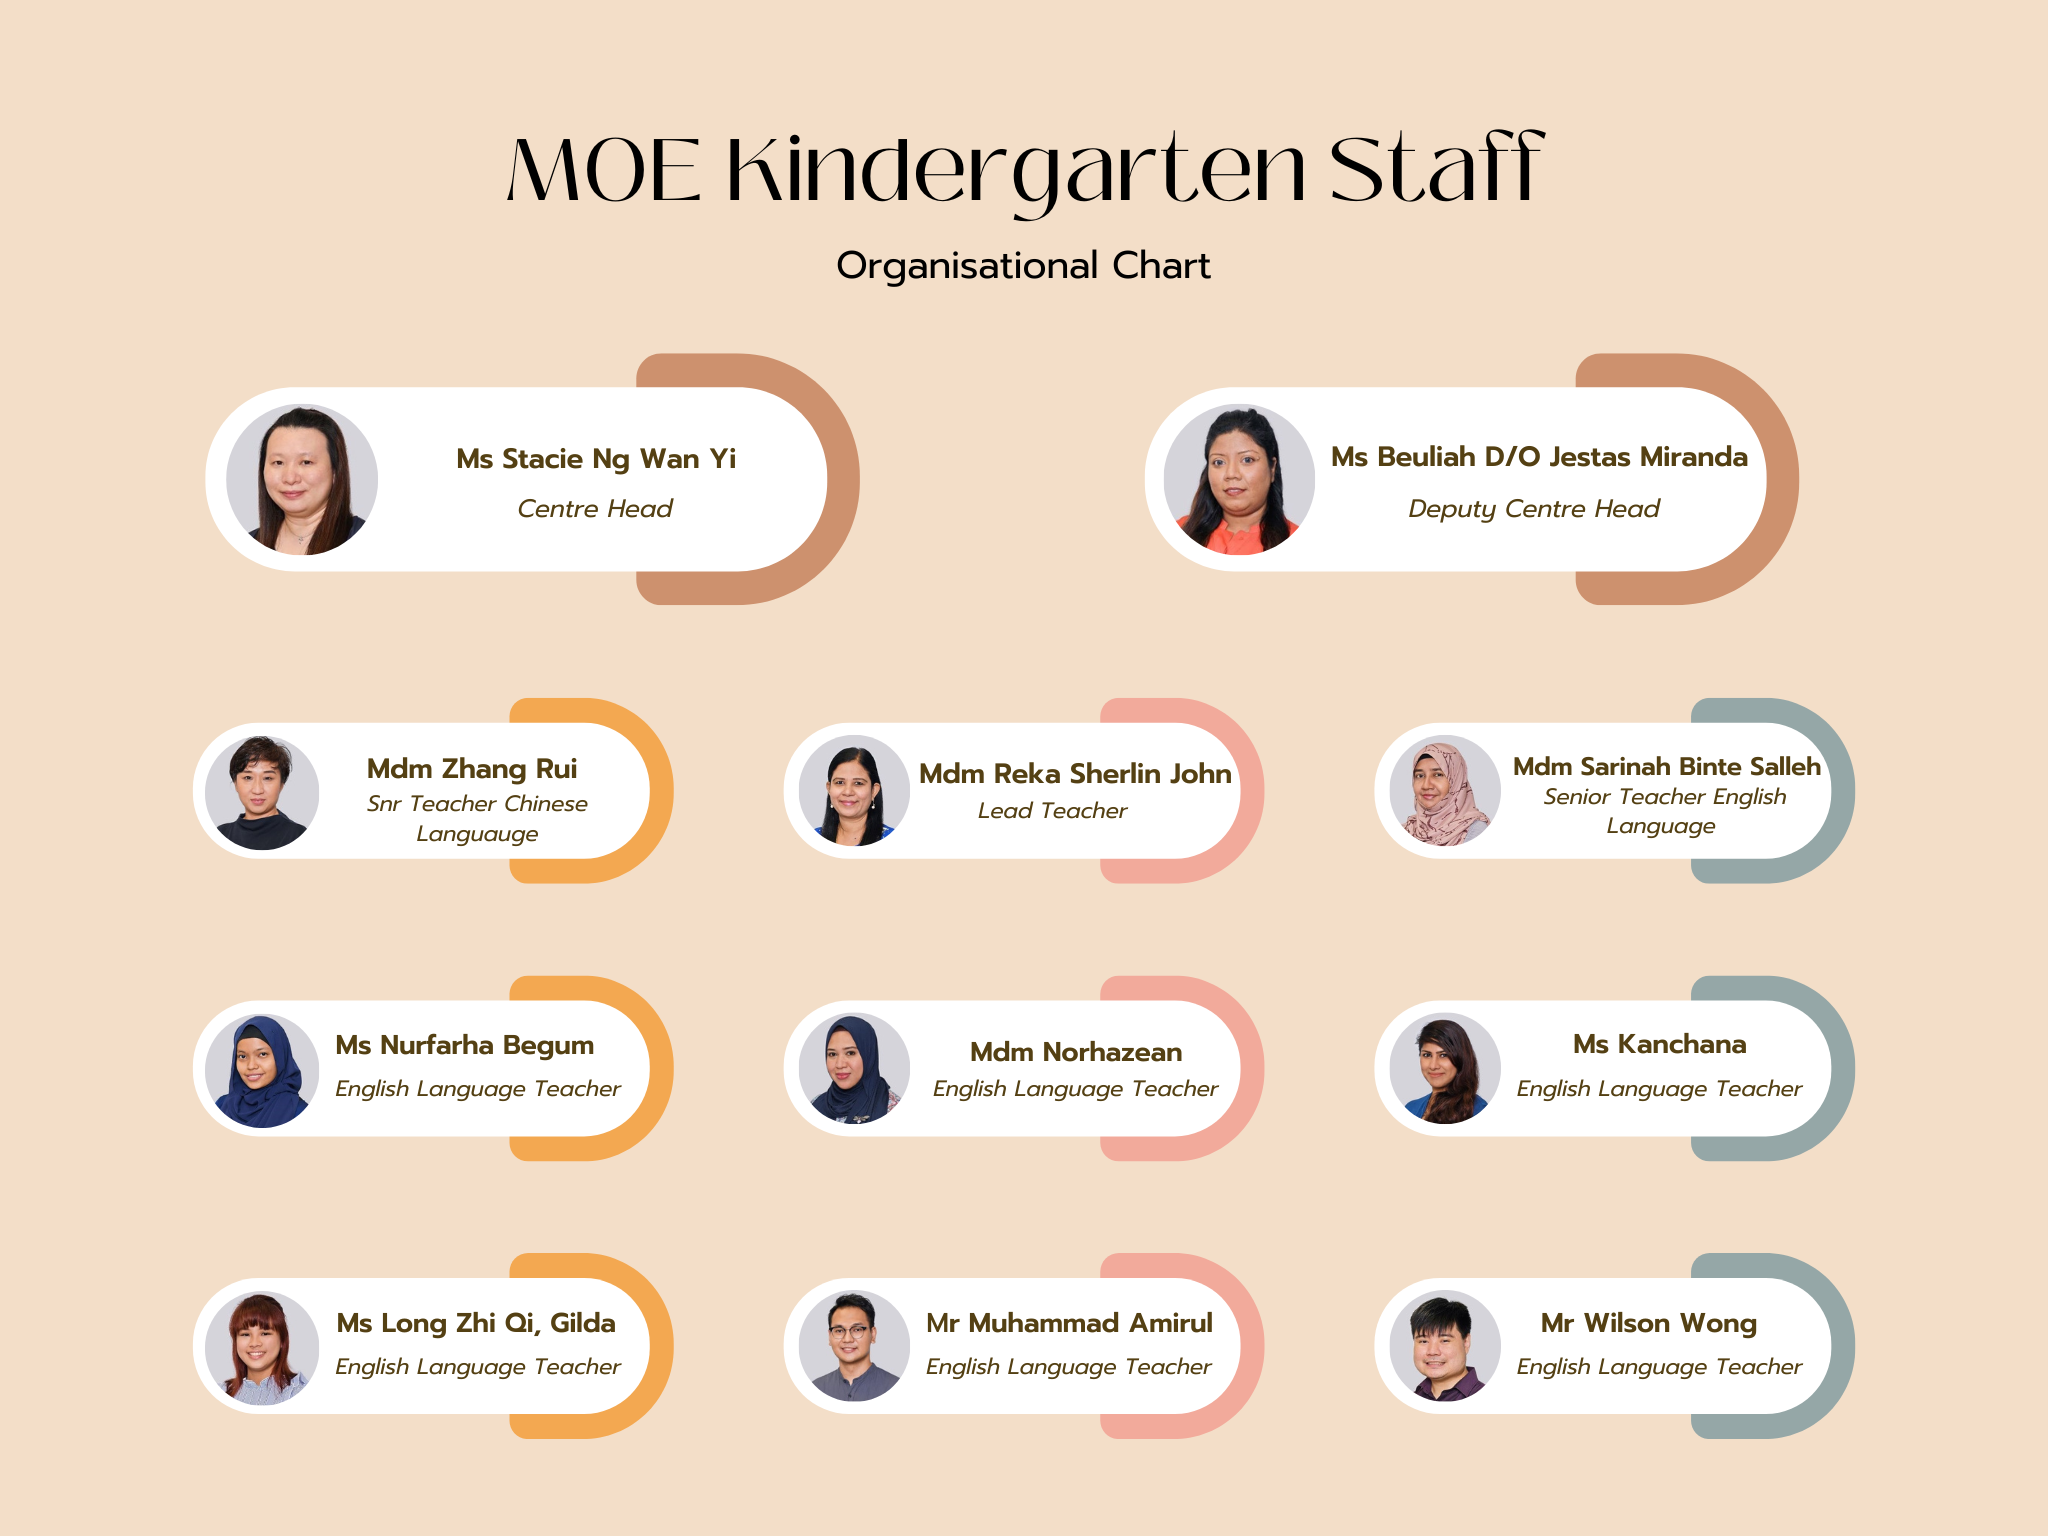 MOE Kindergarten Staff
Organisational Chart
Ms Stacie Ng Wan Yi
Centre Head
Ms Beuliah D/O Jestas Miranda
Deputy Centre Head
Mdm Zhang Rui
Snr Teacher Chinese
Languauge
Mdm Reka Sherlin John
Lead Teacher
Mdm Sarinah Binte Salleh
Senior Teacher English
Language
Ms Nurfarha Begum
English Language Teacher
Mdm Norhazean
English Language Teacher
Ms Kanchana
English Language Teacher
Ms Long Zhi Qi, Gilda
English Language Teacher
Mr Muhammad Amirul
English Language Teacher
Mr Wilson Wong
English Language Teacher